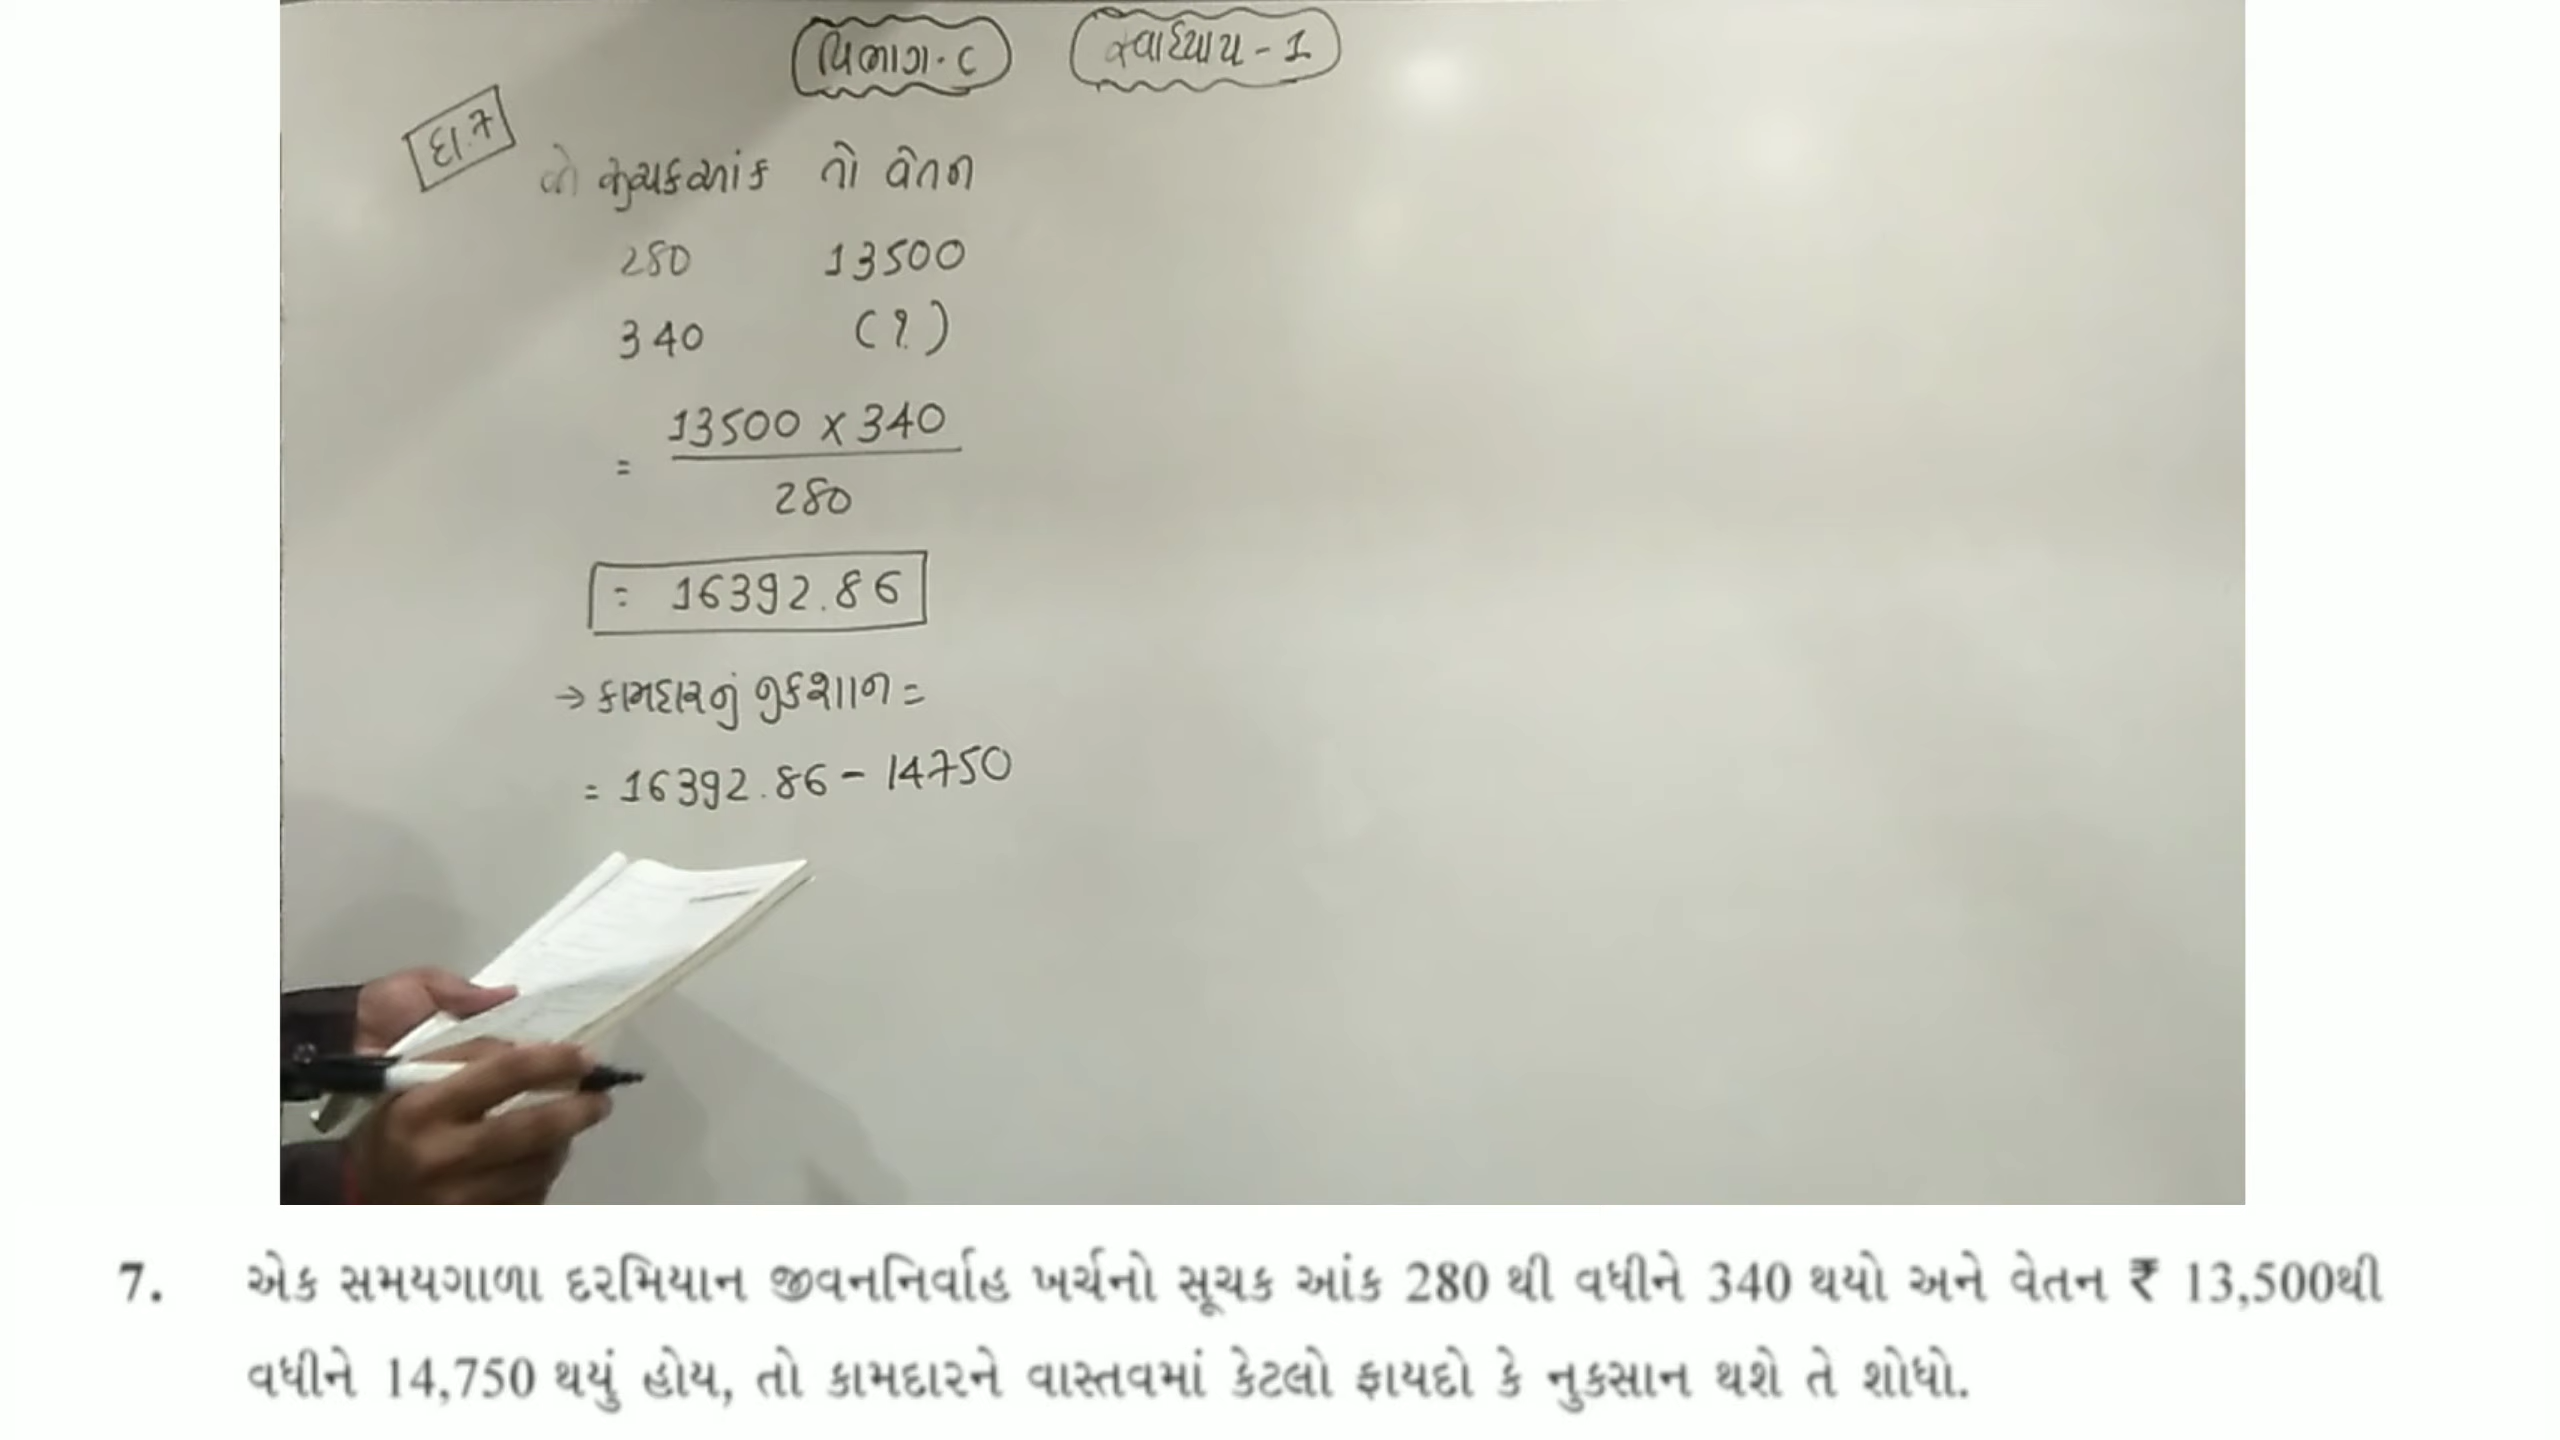 વિભાગ-C સ્વાધ્યાય-1
દા.7
જો સૂચકઆંક તો વેતન
280 13500
340 (?)
= 13500 x 340
280
= 16392.86
→ કામદારનું નુકશાન =
= 16392.86 - 14750
7. એક સમયગાળા દરમિયાન જીવનનિર્વાહ ખર્ચનો સૂચક આંક 280 થી વધીને 340 થયો અને વેતન ₹ 13,500થી
વધીને 14,750 થયું હોય, તો કામદારને વાસ્તવમાં કેટલો ફાયદો કે નુકસાન થશે તે શોધો.